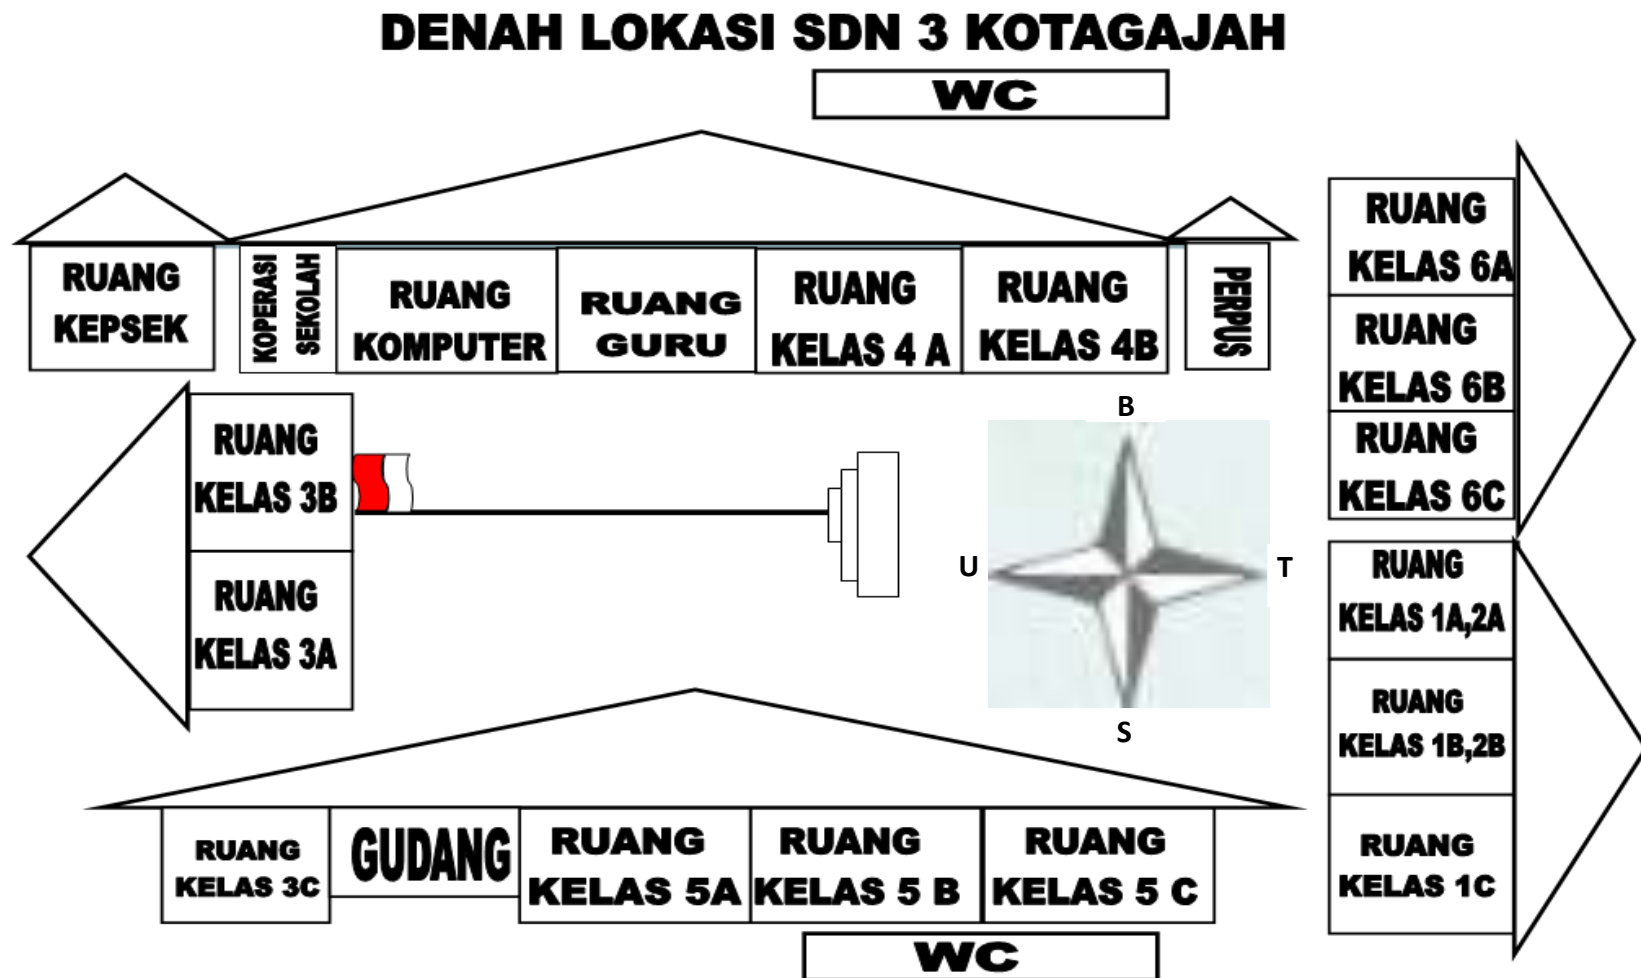 DENAH LOKASI SDN 3 KOTAGAJAH
WC
RUANG
KEPSEK
KOPERASI
SEKOLAH
RUANG
KOMPUTER
RUANG
GURU
RUANG
KELAS 4 A
RUANG
KELAS 4B
PERPUS
RUANG
KELAS 6A
RUANG
KELAS 6B
RUANG
KELAS 6C
RUANG
KELAS 3B
RUANG
KELAS 3A
B
U
T
S
RUANG
KELAS 1A,2A
RUANG
KELAS 1B,2B
RUANG
KELAS 1C
RUANG
KELAS 3C
GUDANG
RUANG
KELAS 5A
RUANG
KELAS 5 B
RUANG
KELAS 5 C
WC